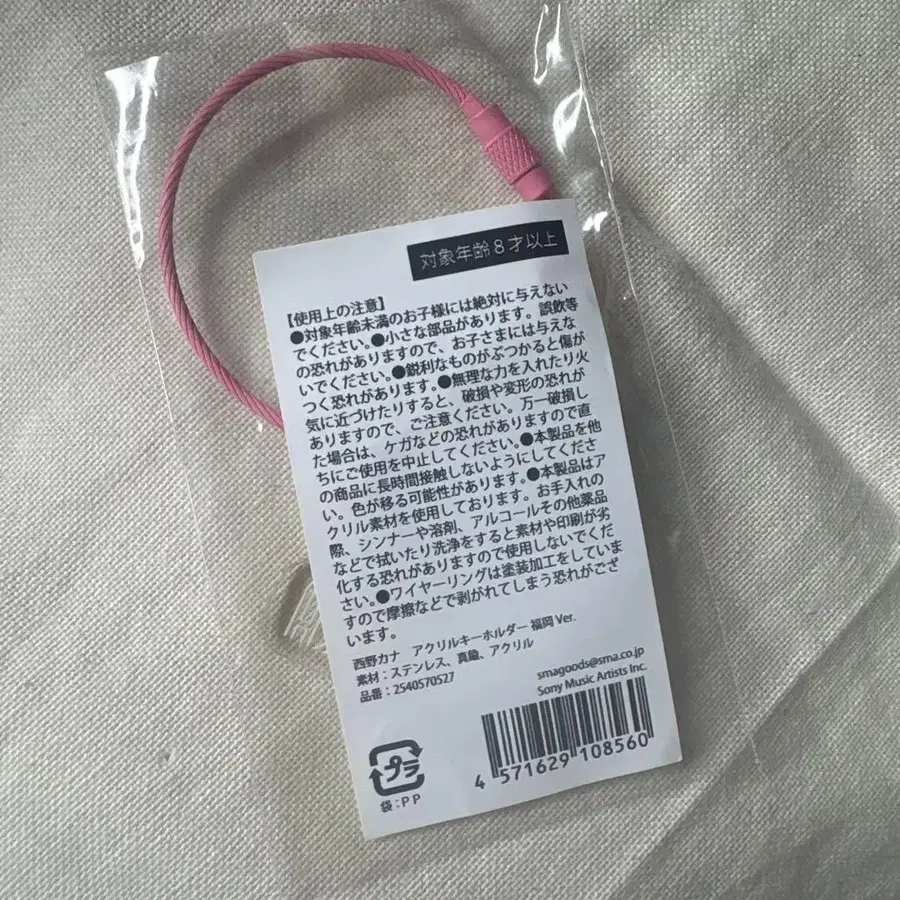 対象年齢8才以上
【使用上の注意】
●対象年齢未満のお子様には絶対に与えない
でください。●小さな部品があります。誤飲等
の恐れがありますので、お子さまには与えな
いでください。●鋭利なものがぶつかると傷が
つく恐れがあります。●無理な力を入れたり火
気に近づけたりすると、破損や変形の恐れが
ありますので、ご注意ください。万一破損し
た場合は、ケガなどの恐れがありますので直
ちにご使用を中止してください。●本製品を他
の商品に長時間接触しないようにしてくださ
い。色が移る可能性があります。●本製品はア
クリル素材を使用しております。お手入れの
際、シンナーや溶剤、アルコールその他薬品
などで拭いたり洗浄をすると素材や印刷が劣
化する恐れがありますので使用しないでくだ
さい。●ワイヤーリングは塗装加工をしていま
すので摩擦などで剥がれてしまう恐れがござ
います。
西野カナ アクリルキーホルダー 福岡 Ver.
素材：ステンレス、真鍮、アクリル
品番：2540570527
smagoods@sma.co.jp
Sony Music Artists Inc.
プラ
袋：PP
4 571629 108560